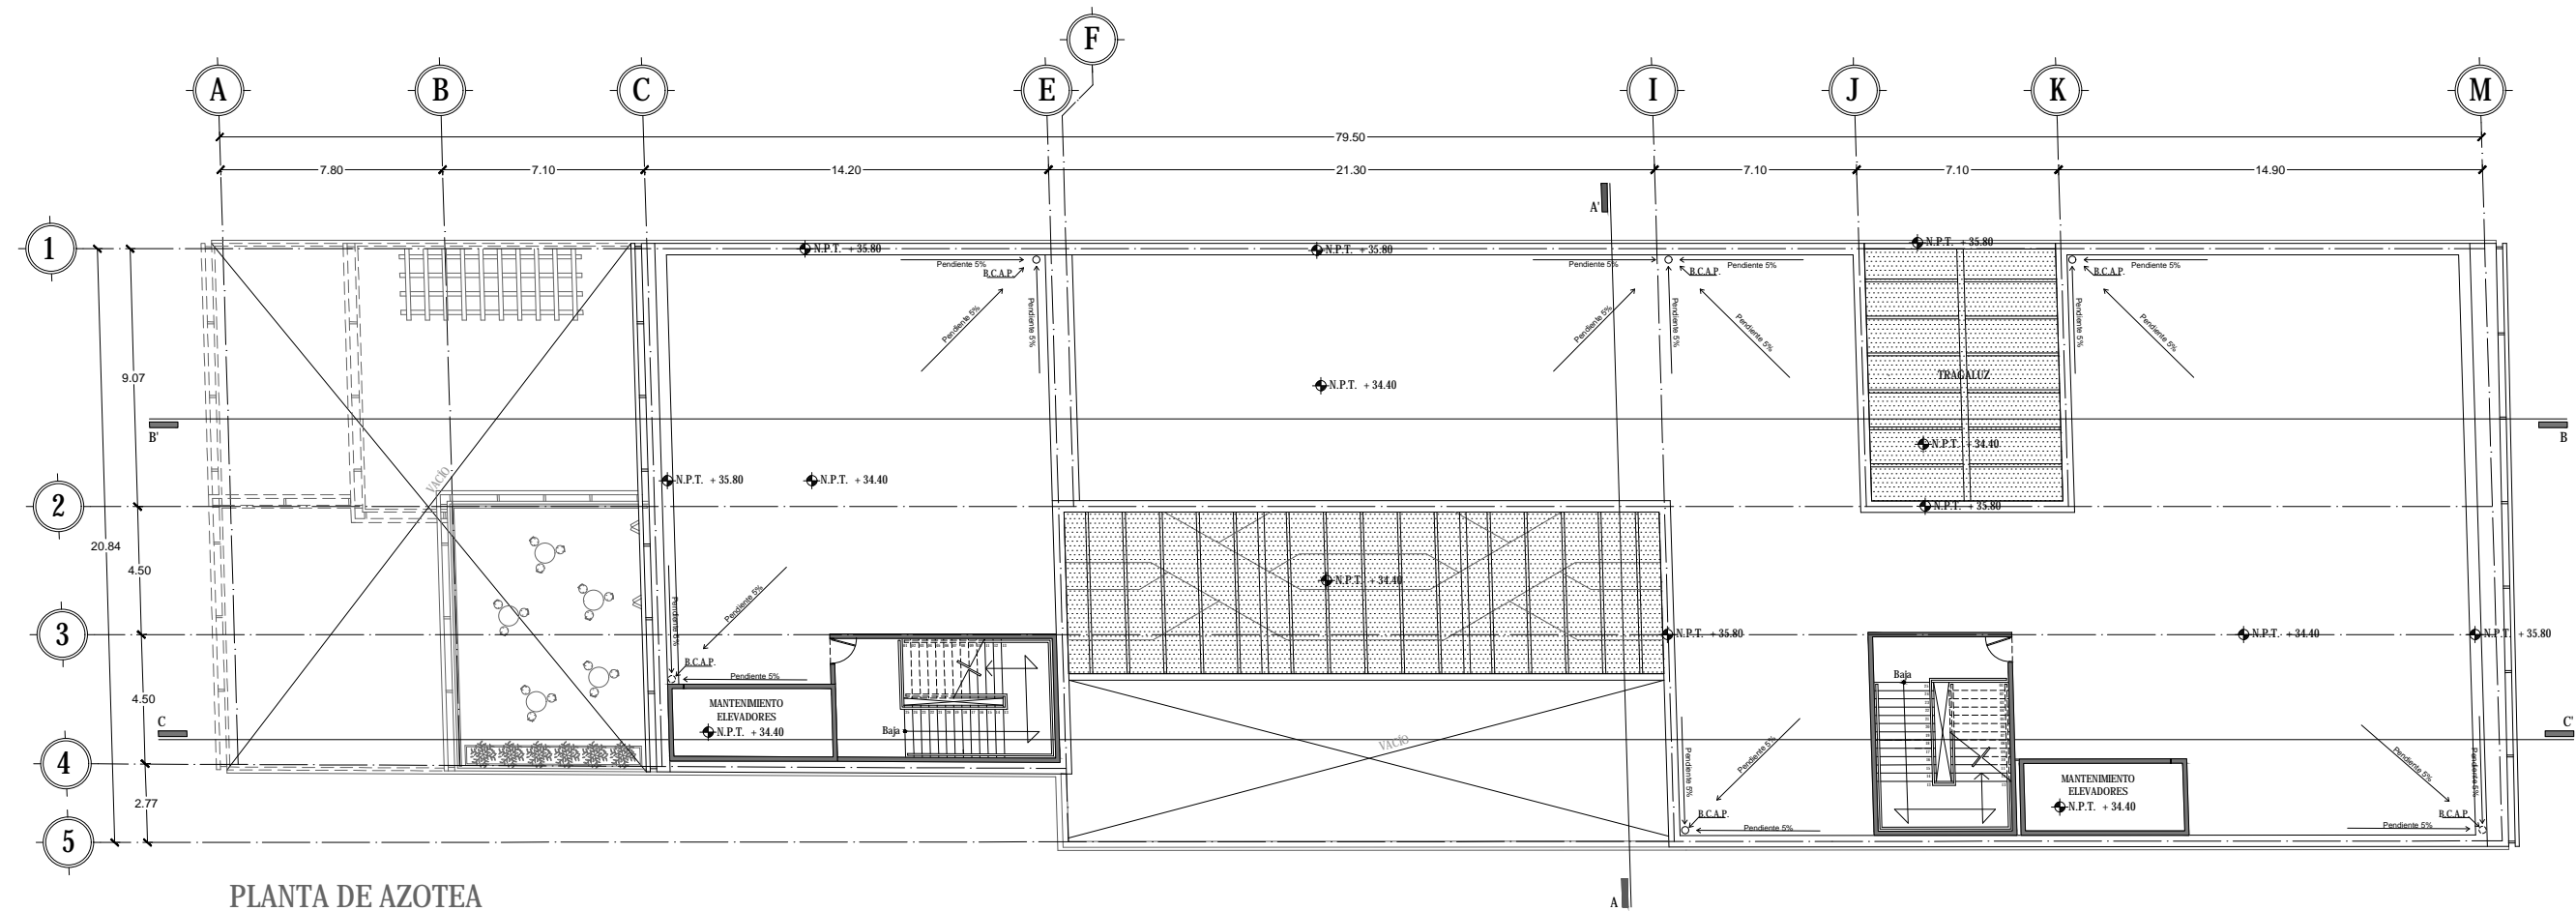 F
A B C E I J K M
79.50
7.80 7.10 14.20 21.30 7.10 7.10 14.90
A'
1
N.P.T. + 35.80 N.P.T. + 35.80 N.P.T. + 35.80
Pendiente 5% Pendiente 5% Pendiente 5% Pendiente 5%
B.C.A.P. B.C.A.P. B.C.A.P.
Pendiente 5% Pendiente 5% Pendiente 5% Pendiente 5%
Pendiente 5% Pendiente 5% Pendiente 5%
9.07
TRAGALUZ
N.P.T. + 34.40
B' B
N.P.T. + 34.40
VACÍO
N.P.T. + 35.80 N.P.T. + 34.40
2
N.P.T. + 35.80
20.84
4.50
N.P.T. + 34.40
Pendiente 5% Pendiente 5%
3
N.P.T. + 35.80 N.P.T. + 34.40 N.P.T. + 35.80
B.C.A.P.
Pendiente 5%
Baja
4.50
MANTENIMIENTO
ELEVADORES
N.P.T. + 34.40
Baja
C C'
VACÍO
Pendiente 5% Pendiente 5% Pendiente 5% Pendiente 5%
4
MANTENIMIENTO
ELEVADORES
N.P.T. + 34.40
2.77
B.C.A.P. B.C.A.P.
Pendiente 5% Pendiente 5%
5
PLANTA DE AZOTEA
A